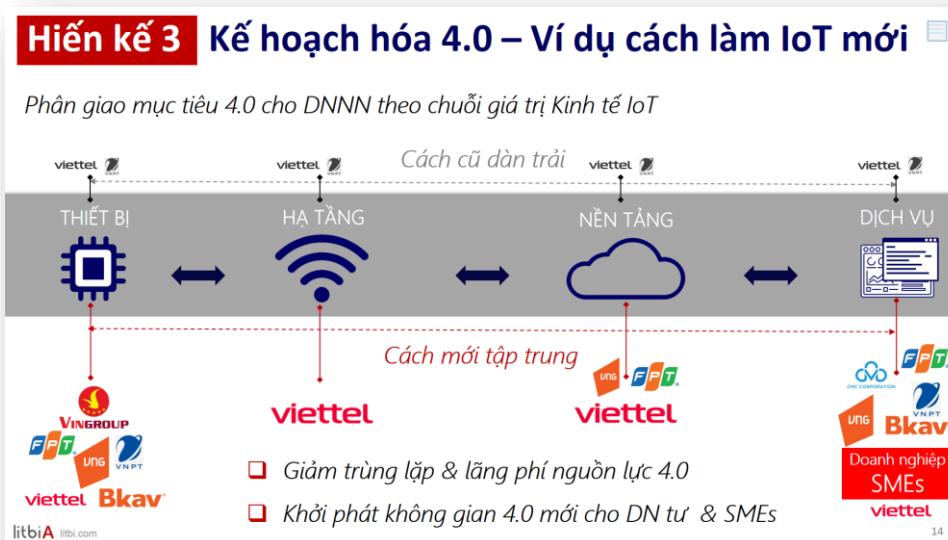 Hiến kế 3 Kế hoạch hóa 4.0 – Ví dụ cách làm IoT mới
Phân giao mục tiêu 4.0 cho DNNN theo chuỗi giá trị Kinh tế IoT
viettel VNPT
viettel VNPT
Cách cũ dàn trải
viettel VNPT
viettel VNPT
THIẾT BỊ
HẠ TẦNG
NỀN TẢNG
DỊCH VỤ
Cách mới tập trung
VINGROUP
FPT
VNG
VNPT
viettel Bkav
viettel
VNG FPT
viettel
CMC CORPORATION
FPT
VNPT
VNG Bkav
Doanh nghiệp
SMEs
viettel
Giảm trùng lặp & lãng phí nguồn lực 4.0
Khởi phát không gian 4.0 mới cho DN tư & SMEs
litbiA litbi.com
14